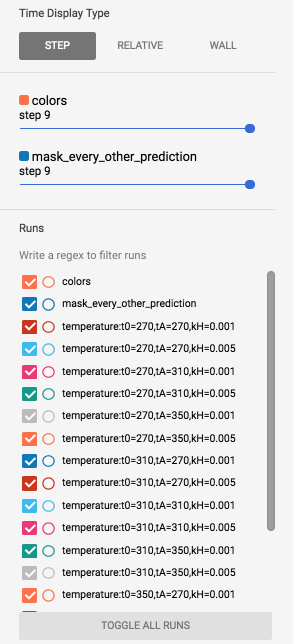 Time Display Type
STEP RELATIVE WALL
colors
step 9
mask_every_other_prediction
step 9
Runs
Write a regex to filter runs
colors
mask_every_other_prediction
temperature:t0=270,tA=270,kH=0.001
temperature:t0=270,tA=270,kH=0.005
temperature:t0=270,tA=310,kH=0.001
temperature:t0=270,tA=310,kH=0.005
temperature:t0=270,tA=350,kH=0.001
temperature:t0=270,tA=350,kH=0.005
temperature:t0=310,tA=270,kH=0.001
temperature:t0=310,tA=270,kH=0.005
temperature:t0=310,tA=310,kH=0.001
temperature:t0=310,tA=310,kH=0.005
temperature:t0=310,tA=350,kH=0.001
temperature:t0=310,tA=350,kH=0.005
temperature:t0=350,tA=270,kH=0.001
TOGGLE ALL RUNS